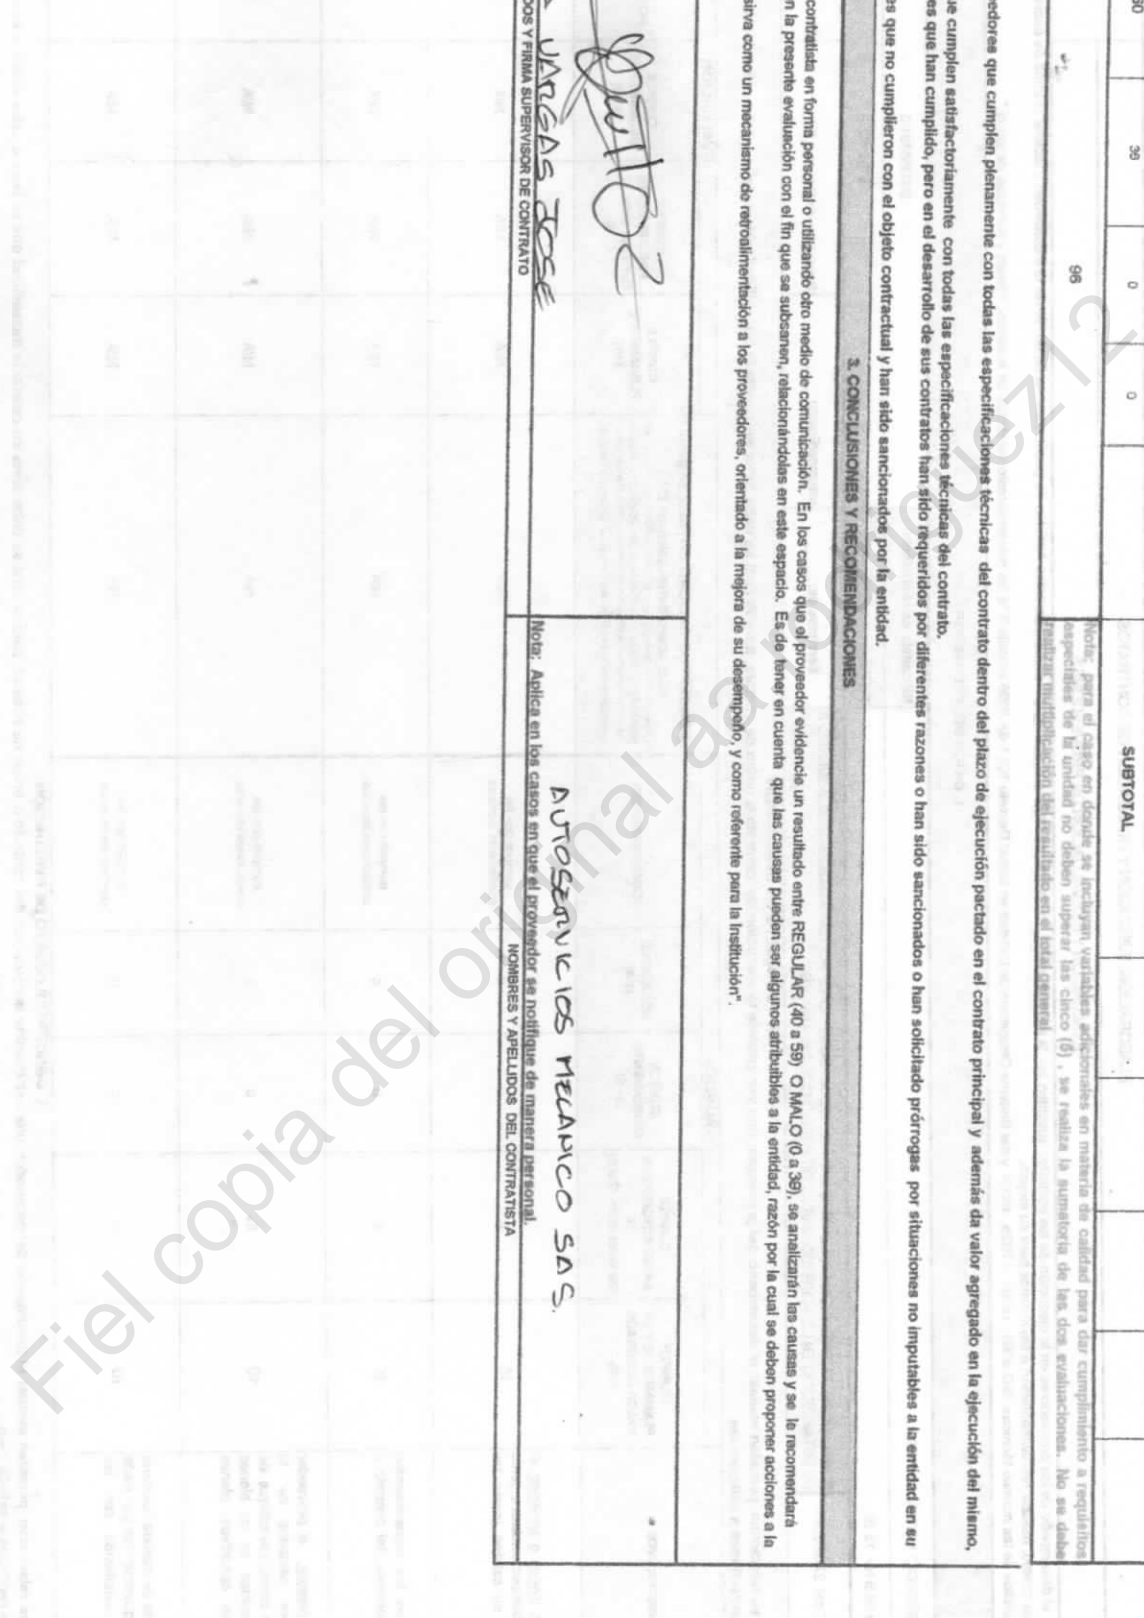 60 36 0 0 SUBTOTAL
96
Nota: para el caso en donde se incluyan variables adicionales en materia de calidad para dar cumplimiento a requisitos
especiales de la unidad no deben superar las cinco (5) , se realiza la sumatoria de las dos evaluaciones. No se debe
realizar multiplicación del resultado en el total general
edores que cumplen plenamente con todas las especificaciones técnicas del contrato dentro del plazo de ejecución pactado en el contrato principal y además da valor agregado en la ejecución del mismo,
ue cumplen satisfactoriamente con todas las especificaciones técnicas del contrato.
es que han cumplido, pero en el desarrollo de sus contratos han sido requeridos por diferentes razones o han sido sancionados o han solicitado prórrogas por situaciones no imputables a la entidad en su
es que no cumplieron con el objeto contractual y han sido sancionados por la entidad.
3. CONCLUSIONES Y RECOMENDACIONES
contratista en forma personal o utilizando otro medio de comunicación. En los casos que el proveedor evidencie un resultado entre REGULAR (40 a 59) O MALO (0 a 39), se analizarán las causas y se le recomendará
n la presente evaluación con el fin que se subsanen, relacionándolas en este espacio. Es de tener en cuenta que las causas pueden ser algunos atribuibles a la entidad, razón por la cual se deben proponer acciones a la
sirva como un mecanismo de retroalimentación a los proveedores, orientado a la mejora de su desempeño, y como referente para la Institución".
VARGAS JOSE
DOS Y FIRMA SUPERVISOR DE CONTRATO
AUTOSERVICIOS MECANICO SAS.
Nota: Aplica en los casos en que el proveedor se notifique de manera personal.
NOMBRES Y APELLIDOS DEL CONTRATISTA
Fiel copia del original aa rodriguez12